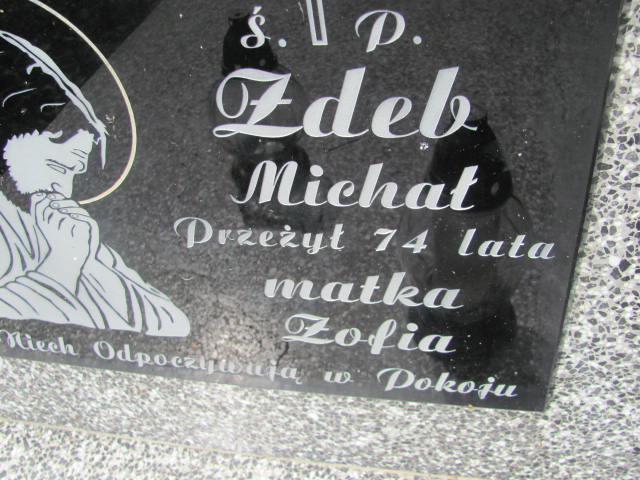 ś. p.
Zdeb
Michał
Przeżył 74 lata
matka
Zofia
Niech Odpoczywają w Pokoju